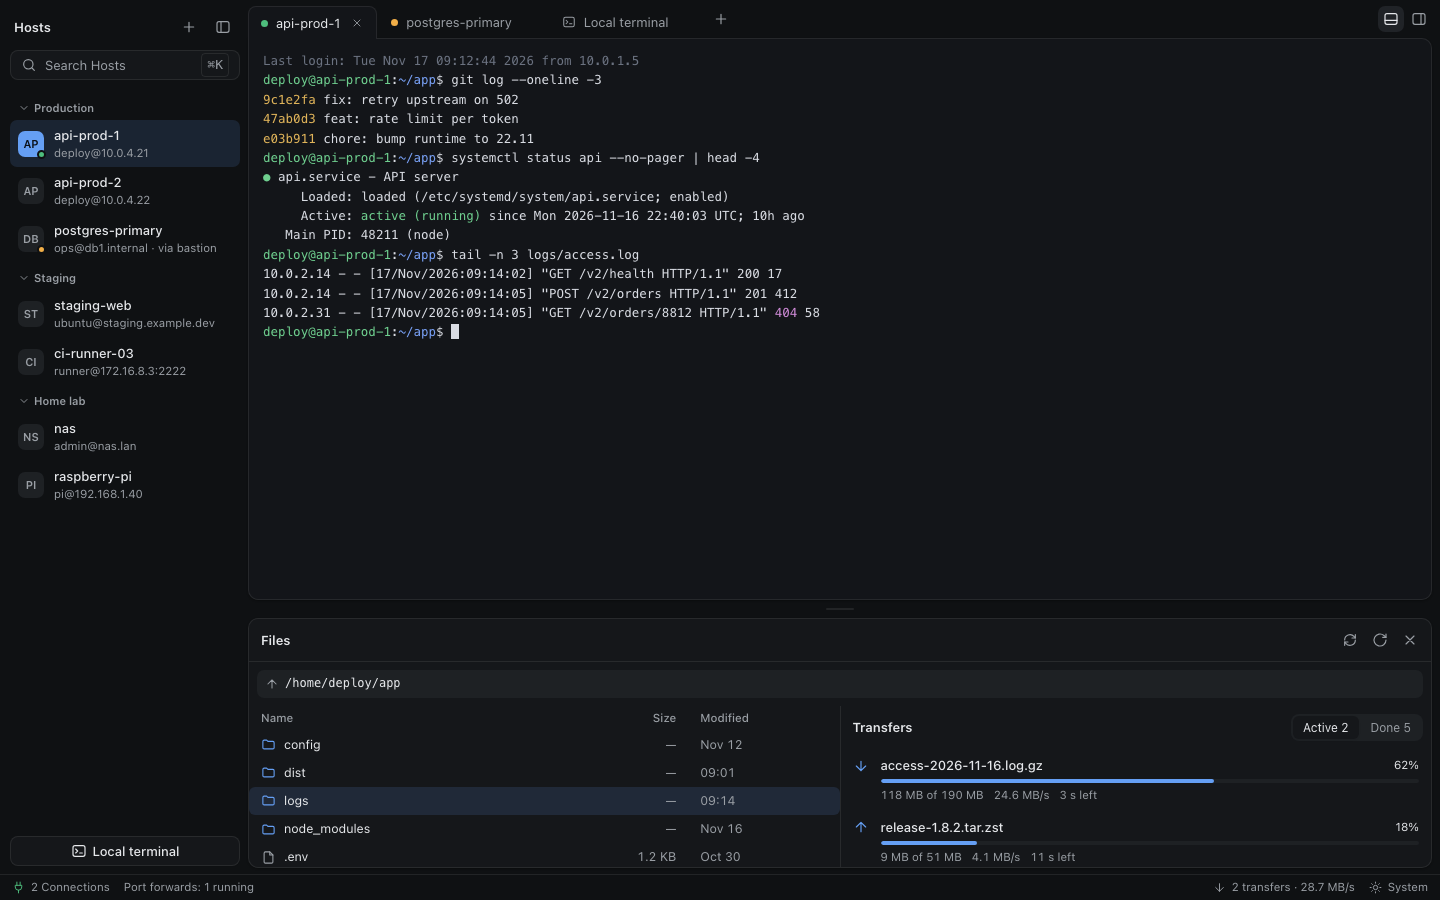 Hosts
Search Hosts ⌘K
Production
AP api-prod-1
deploy@10.0.4.21
AP api-prod-2
deploy@10.0.4.22
DB postgres-primary
ops@db1.internal · via bastion
Staging
ST staging-web
ubuntu@staging.example.dev
CI ci-runner-03
runner@172.16.8.3:2222
Home lab
NS nas
admin@nas.lan
PI raspberry-pi
pi@192.168.1.40
Local terminal
api-prod-1
postgres-primary
Local terminal
Last login: Tue Nov 17 09:12:44 2026 from 10.0.1.5
deploy@api-prod-1:~/app$ git log --oneline -3
9c1e2fa fix: retry upstream on 502
47ab0d3 feat: rate limit per token
e03b911 chore: bump runtime to 22.11
deploy@api-prod-1:~/app$ systemctl status api --no-pager | head -4
● api.service - API server
Loaded: loaded (/etc/systemd/system/api.service; enabled)
Active: active (running) since Mon 2026-11-16 22:40:03 UTC; 10h ago
Main PID: 48211 (node)
deploy@api-prod-1:~/app$ tail -n 3 logs/access.log
10.0.2.14 - - [17/Nov/2026:09:14:02] "GET /v2/health HTTP/1.1" 200 17
10.0.2.14 - - [17/Nov/2026:09:14:05] "POST /v2/orders HTTP/1.1" 201 412
10.0.2.31 - - [17/Nov/2026:09:14:05] "GET /v2/orders/8812 HTTP/1.1" 404 58
deploy@api-prod-1:~/app$
Files
/home/deploy/app
Name Size Modified
config — Nov 12
dist — 09:01
logs — 09:14
node_modules — Nov 16
.env 1.2 KB Oct 30
Transfers Active 2 Done 5
access-2026-11-16.log.gz 62%
118 MB of 190 MB 24.6 MB/s 3 s left
release-1.8.2.tar.zst 18%
9 MB of 51 MB 4.1 MB/s 11 s left
2 Connections Port forwards: 1 running
2 transfers · 28.7 MB/s System